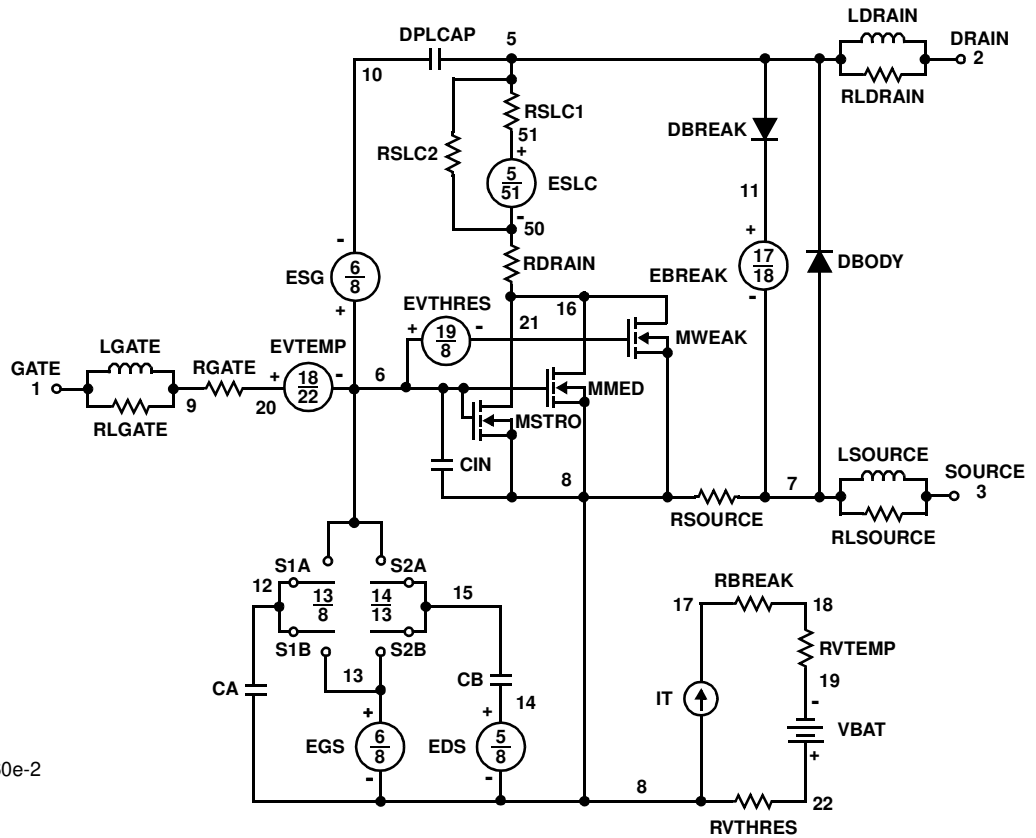 LDRAIN
DPLCAP 5 DRAIN
10 2
RSLC1 RLDRAIN
51 DBREAK
RSLC2 +
5
51 ESLC 11
-
50
- +
RDRAIN 17
18 DBODY
ESG 6
8 EBREAK
+ EVTHRES 16 -
+ 19
8 - 21
MWEAK
LGATE EVTEMP
GATE RGATE + 18
22 - 6
1 MMED
9 20
RLGATE MSTRO
LSOURCE
CIN 8 7 SOURCE
3
RSOURCE
RLSOURCE
S1A S2A
12 13
8 14
13 15
RBREAK
17 18
S1B S2B
RVTEMP
13 CB
CA 19
14 IT -
+ +
VBAT
EGS 6
8 EDS 5
8 +
- -
8 22
RVTHRES
0e-2